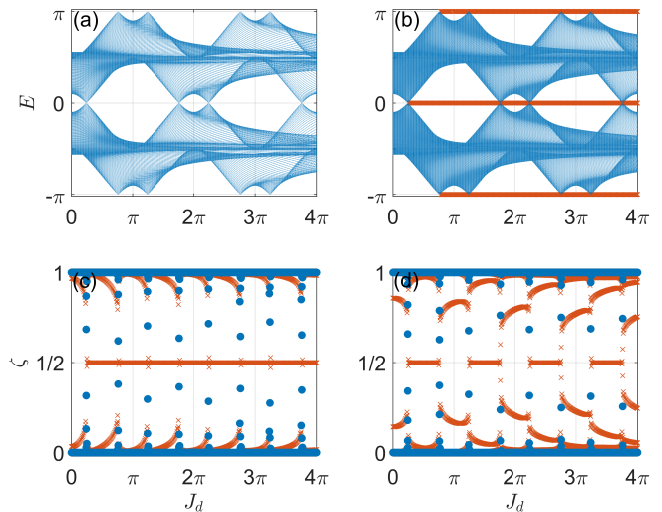 (a) (b)
π π
E 0 0
-π -π
0 π 2π 3π 4π 0 π 2π 3π 4π
(c) (d)
1 1
ζ 1/2 1/2
0 0
0 π 2π 3π 4π 0 π 2π 3π 4π
J_d J_d